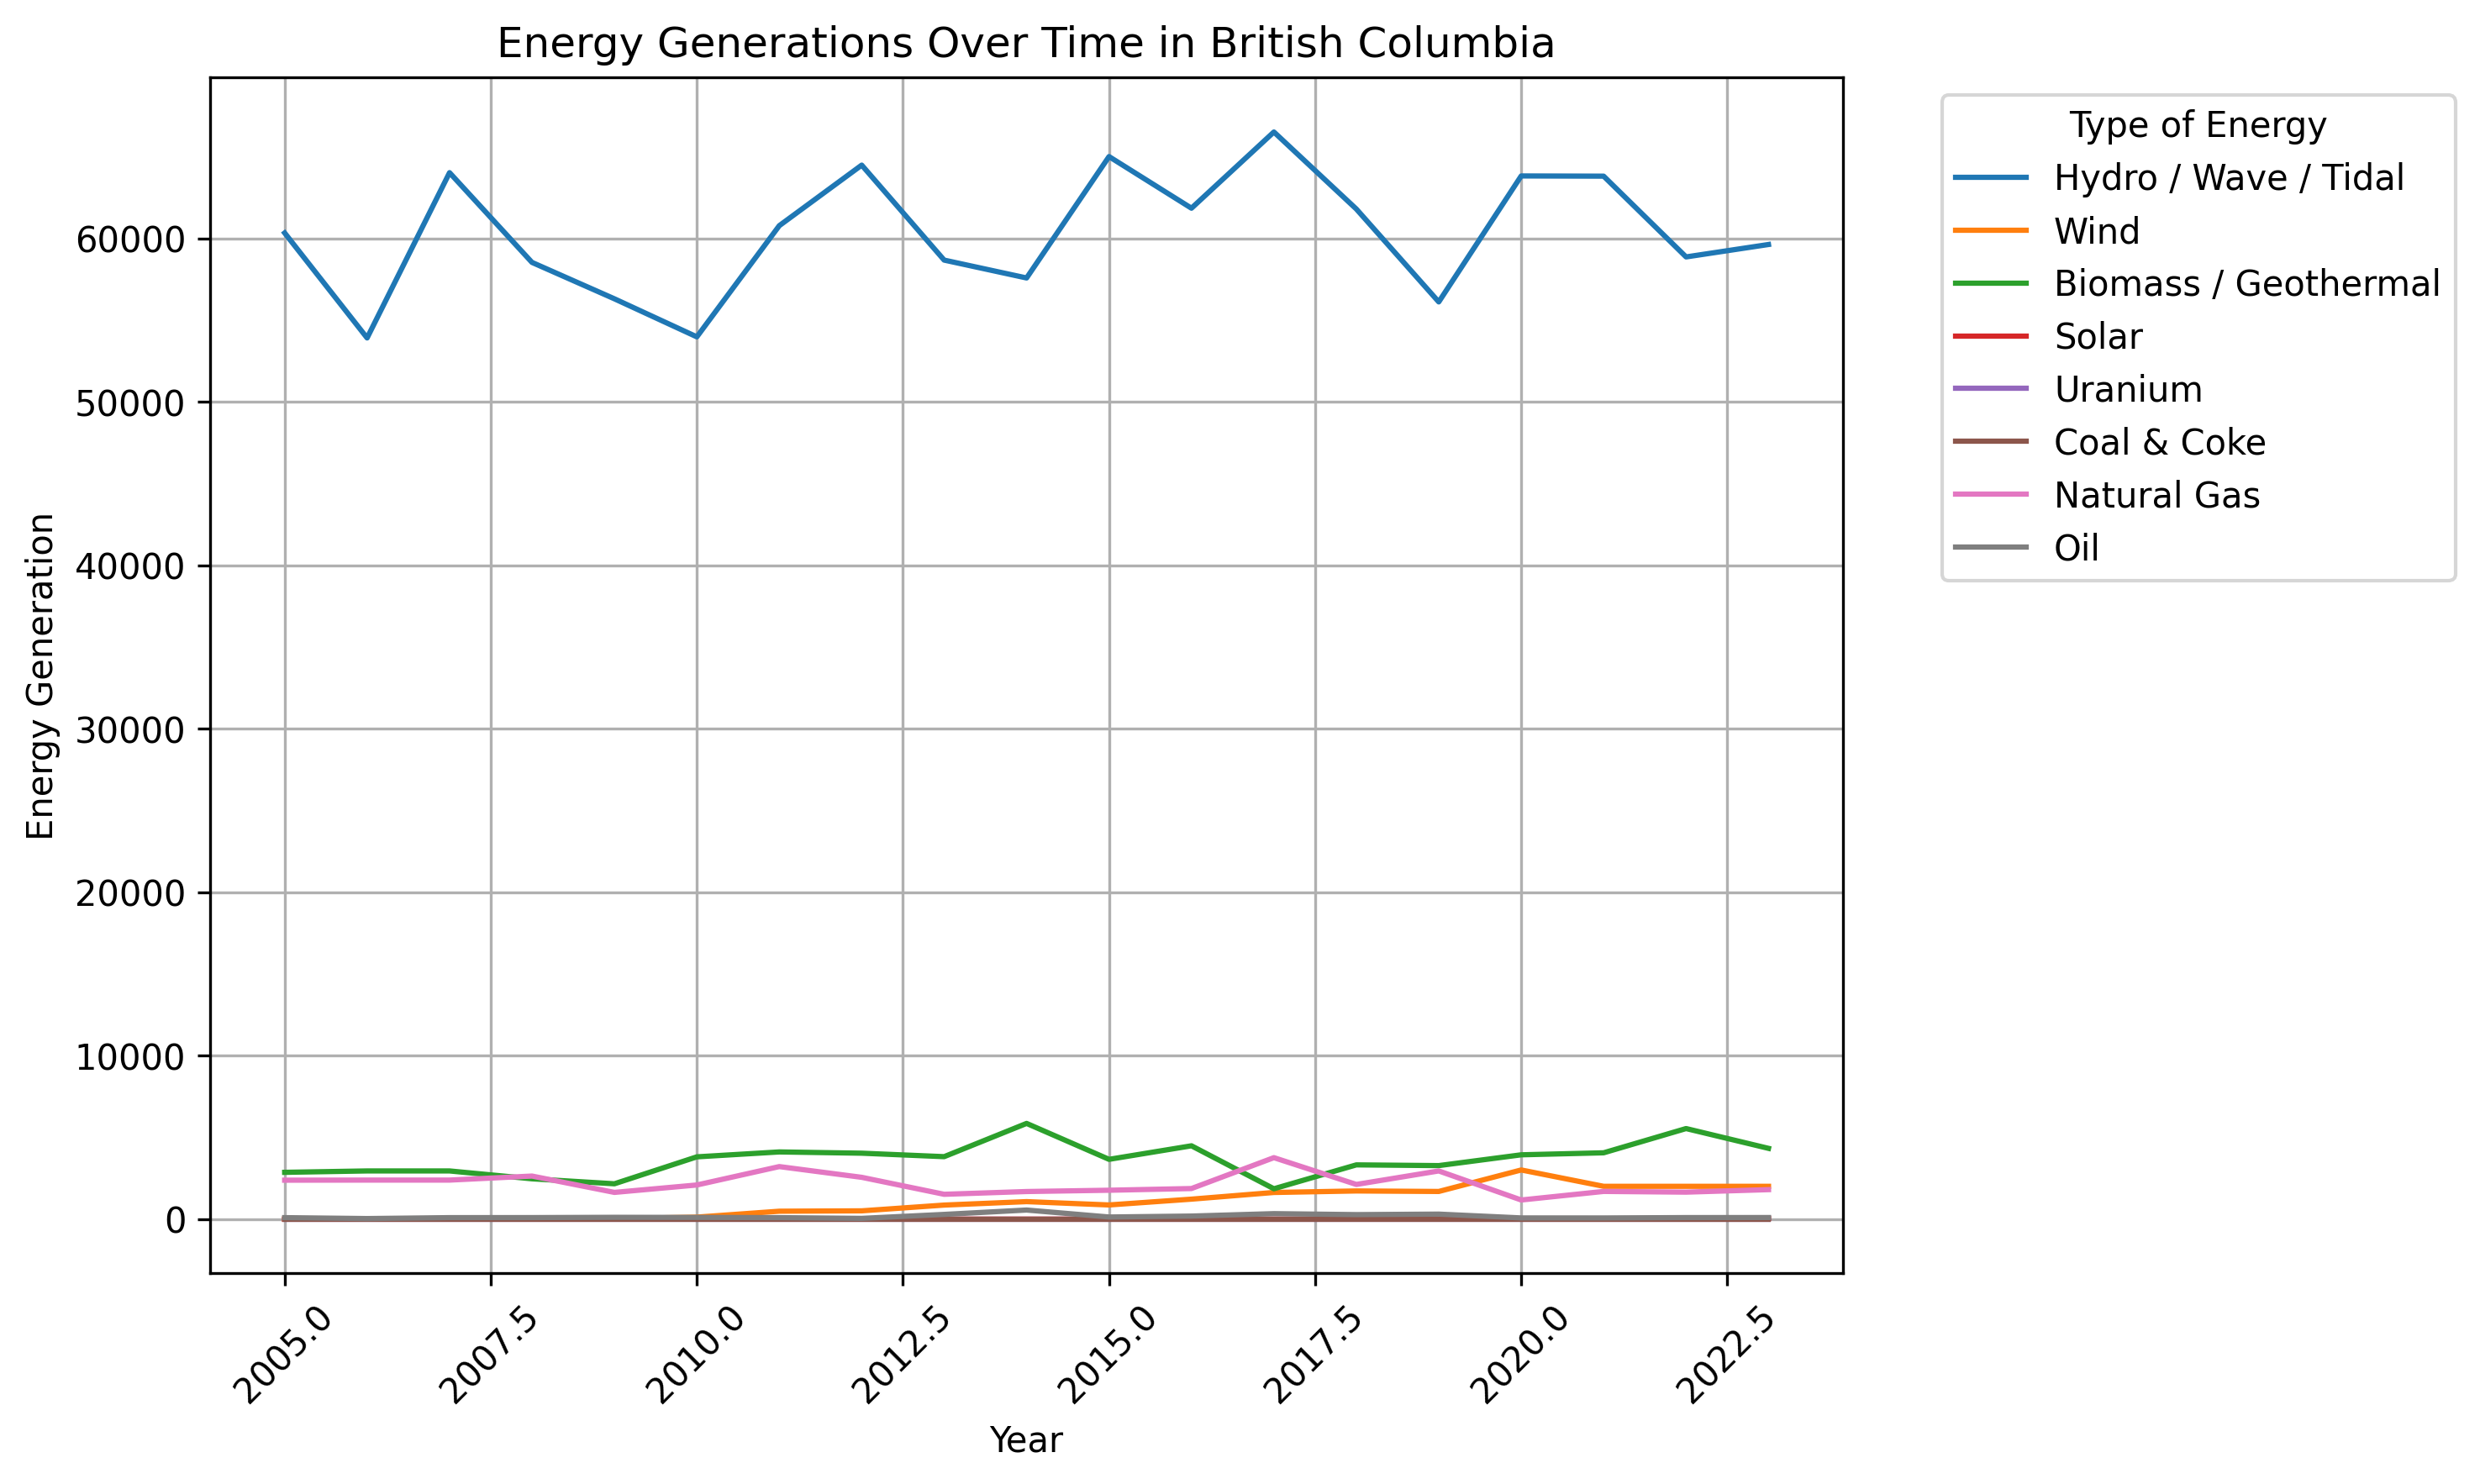 Energy Generations Over Time in British Columbia
Type of Energy
Hydro / Wave / Tidal
Wind
Biomass / Geothermal
Solar
Uranium
Coal & Coke
Natural Gas
Oil
Energy Generation
60000
50000
40000
30000
20000
10000
0
2005.0
2007.5
2010.0
2012.5
2015.0
2017.5
2020.0
2022.5
Year